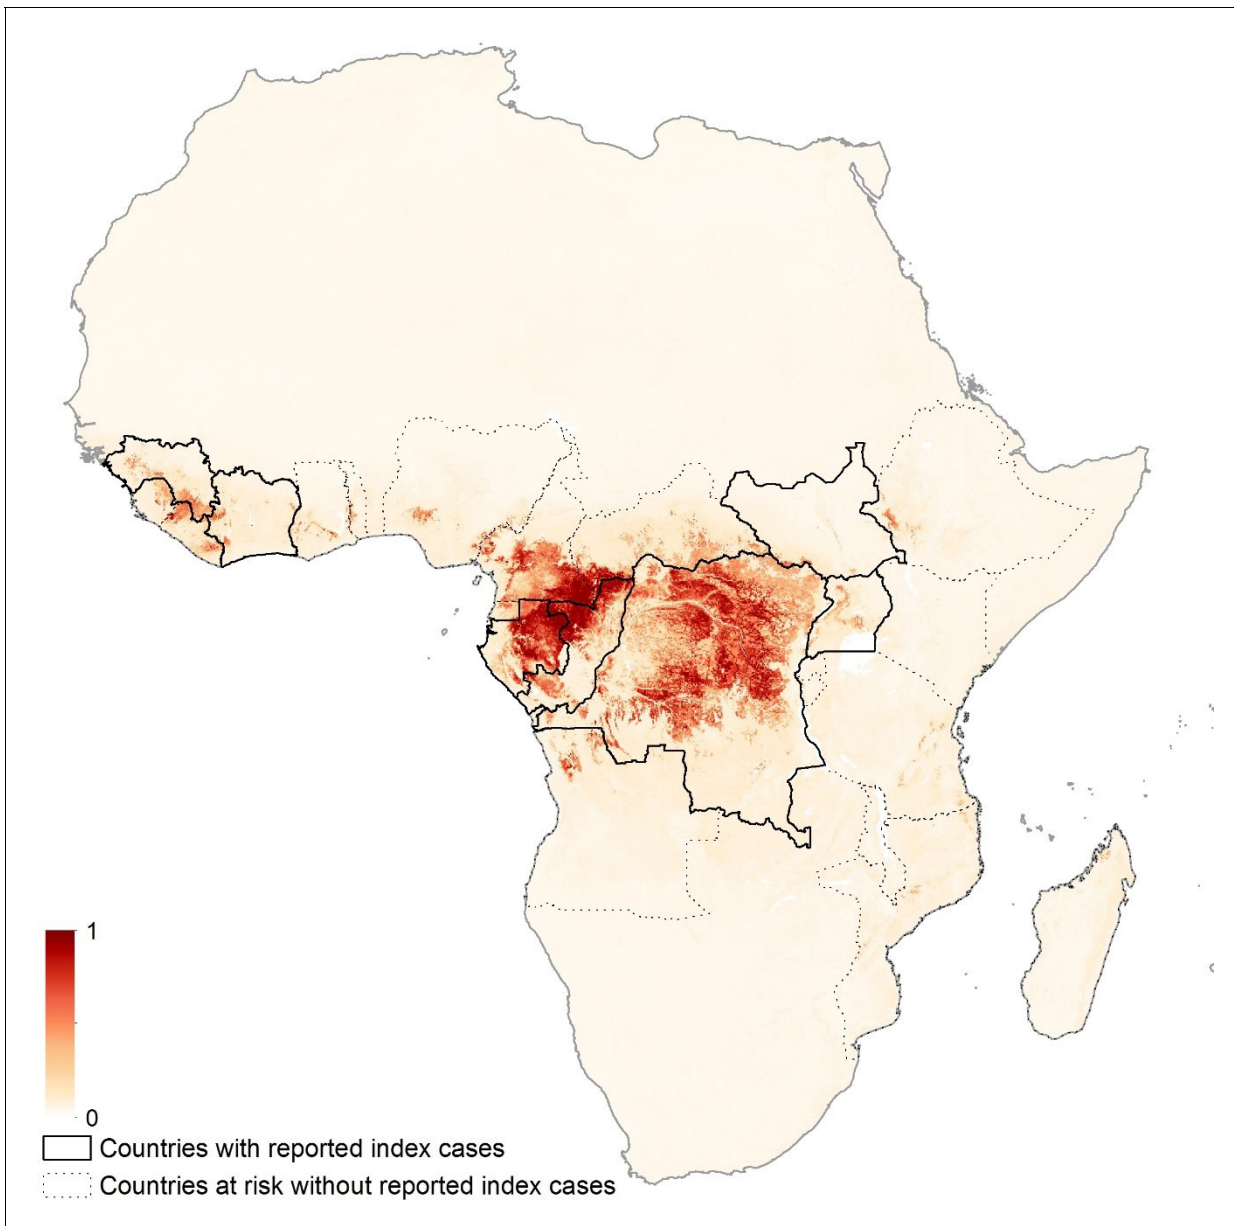 1
0
Countries with reported index cases
Countries at risk without reported index cases